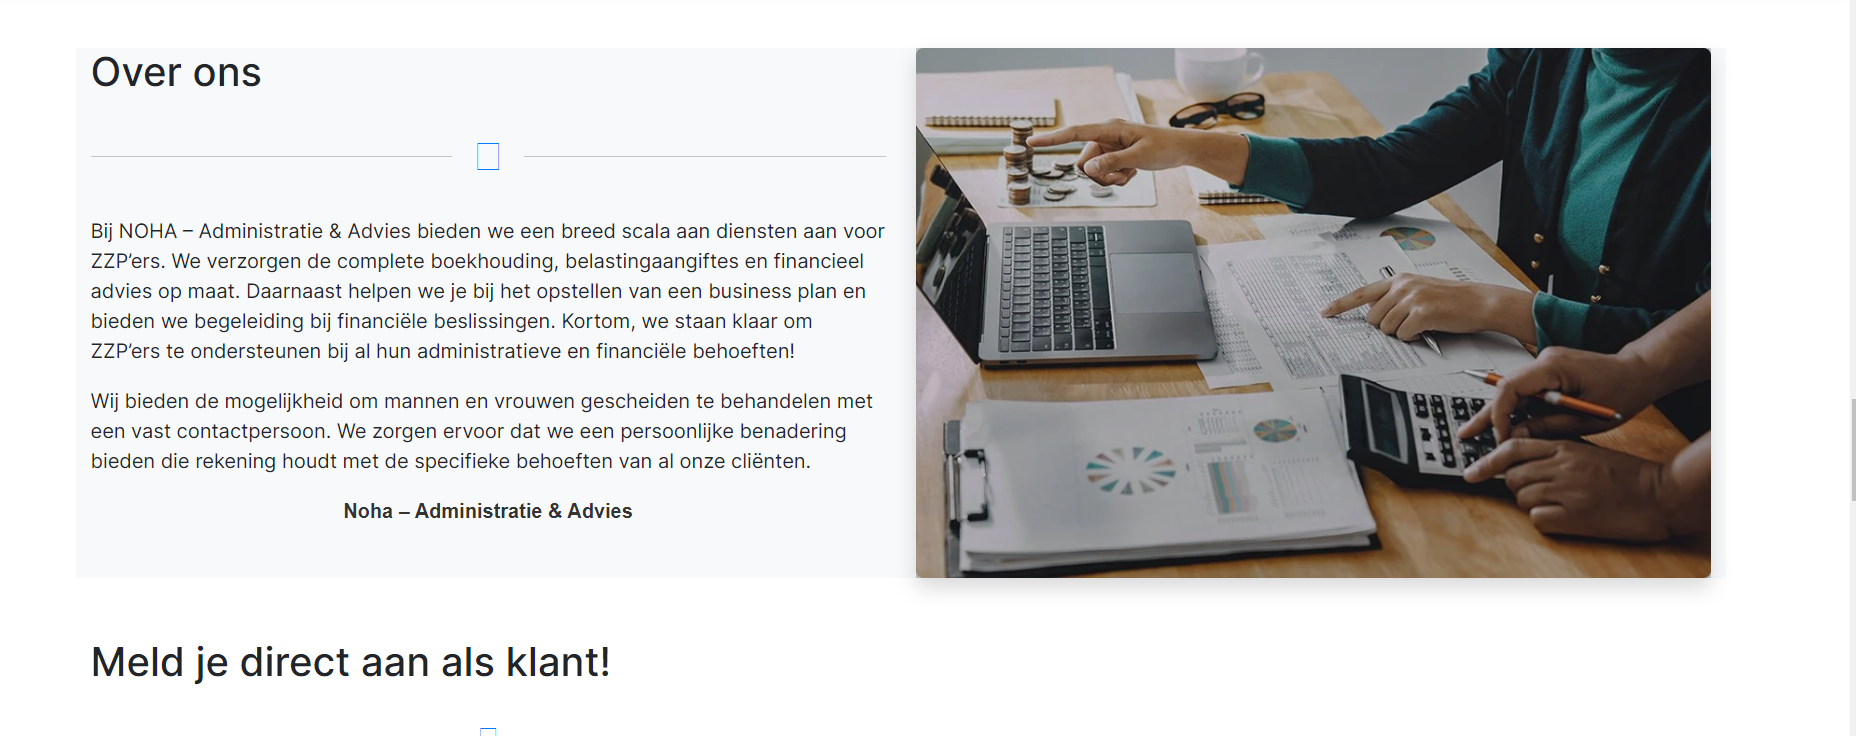 Over ons
Bij NOHA – Administratie & Advies bieden we een breed scala aan diensten aan voor
ZZP’ers. We verzorgen de complete boekhouding, belastingaangiftes en financieel
advies op maat. Daarnaast helpen we je bij het opstellen van een business plan en
bieden we begeleiding bij financiële beslissingen. Kortom, we staan klaar om
ZZP’ers te ondersteunen bij al hun administratieve en financiële behoeften!
Wij bieden de mogelijkheid om mannen en vrouwen gescheiden te behandelen met
een vast contactpersoon. We zorgen ervoor dat we een persoonlijke benadering
bieden die rekening houdt met de specifieke behoeften van al onze cliënten.
Noha – Administratie & Advies
Meld je direct aan als klant!